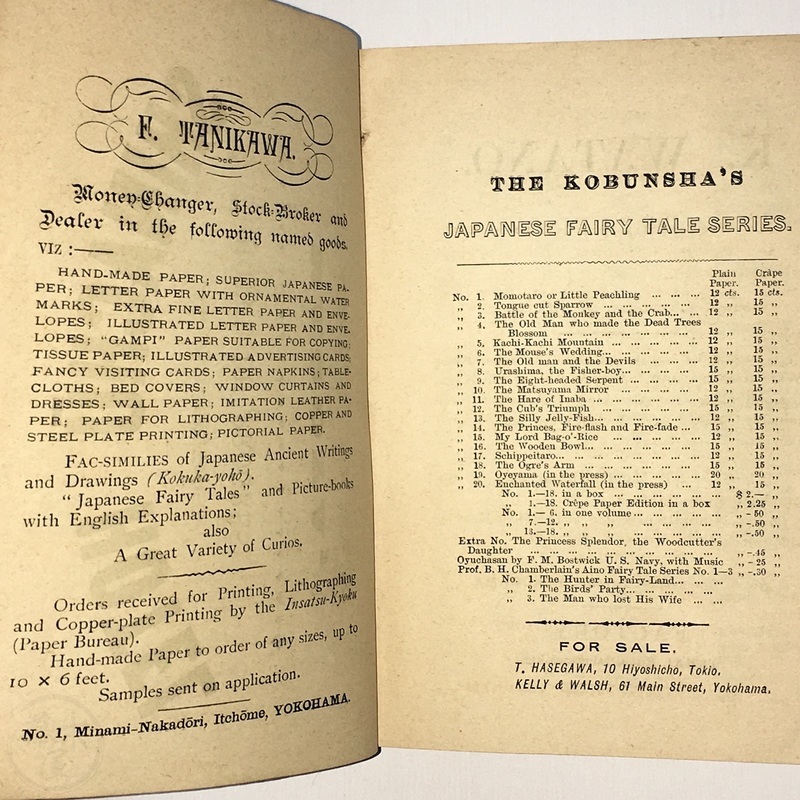 F. TANIKAWA.
Money-Changer, Stock-Broker and
Dealer in the following named goods.
VIZ :——
HAND-MADE PAPER; SUPERIOR JAPANESE PA-
PER; LETTER PAPER WITH ORNAMENTAL WATER
MARKS; EXTRA FINE LETTER PAPER AND ENVE-
LOPES; ILLUSTRATED LETTER PAPER AND ENVE-
LOPES; "GAMPI" PAPER SUITABLE FOR COPYING;
TISSUE PAPER; ILLUSTRATED ADVERTISING CARDS;
FANCY VISITING CARDS; PAPER NAPKINS; TABLE-
CLOTHS; BED COVERS; WINDOW CURTAINS AND
DRESSES; WALL PAPER; IMITATION LEATHER PA-
PER; PAPER FOR LITHOGRAPHING; COPPER AND
STEEL PLATE PRINTING; PICTORIAL PAPER.
FAC-SIMILIES of Japanese Ancient Writings
and Drawings (Kokuka-yohō).
"Japanese Fairy Tales" and Picture-books
with English Explanations;
also
A Great Variety of Curios.
Orders received for Printing, Lithographing
and Copper-plate Printing by the Insatsu-Kyoku
(Paper Bureau).
Hand-made Paper to order of any sizes, up to
10 × 6 feet.
Samples sent on application.
No. 1, Minami-Nakadōri, Itchōme, YOKOHAMA.
THE KOBUNSHA'S
JAPANESE FAIRY TALE SERIES.
Plain Paper. Crâpe Paper.
No. 1. Momotaro or Little Peachling ... ... ... 12 cts. 15 cts.
„ 2. Tongue cut Sparrow ... ... ... ... 12 „ 15 „
„ 3. Battle of the Monkey and the Crab... ... 12 „ 15 „
„ 4. The Old Man who made the Dead Trees
Blossom ... ... ... ... ... ... 12 „ 15 „
„ 5. Kachi-Kachi Mountain ... ... ... ... 12 „ 15 „
„ 6. The Mouse's Wedding... ... ... ... 12 „ 15 „
„ 7. The Old man and the Devils ... ... ... 12 „ 15 „
„ 8. Urashima, the Fisher-boy... ... ... ... 12 „ 15 „
„ 9. The Eight-headed Serpent ... ... ... ... 12 „ 15 „
„ 10. The Matsuyama Mirror ... ... ... ... 12 „ 15 „
„ 11. The Hare of Inaba ... ... ... ... ... 12 „ 15 „
„ 12. The Cub's Triumph ... ... ... ... ... 12 „ 15 „
„ 13. The Silly Jelly-Fish... ... ... ... ... 12 „ 15 „
„ 14. The Princes, Fire-flash and Fire-fade ... 15 „ 15 „
„ 15. My Lord Bag-o'-Rice ... ... ... ... 12 „ 15 „
„ 16. The Wooden Bowl... ... ... ... ... 15 „ 15 „
„ 17. Schippeitaro... ... ... ... ... ... 12 „ 15 „
„ 18. The Ogre's Arm ... ... ... ... ... 15 „ 15 „
„ 19. Oyeyama (in the press) ... ... ... ... 20 „ 20 „
„ 20. Enchanted Waterfall (in the press) ... 12 „ 15 „
No. 1.—18. in a box ... ... ... ... ... $ 2.— „
„ 1.—18. Crêpe Paper Edition in a box „ 2.25 „
No. 1.— 6. in one volume... ... ... ... „ - 50 „
„ 7.—12. „ „ „ ... ... ... ... „ -.50 „
„ 13.—18. „ „ „ ... ... ... ... „ -.50 „
Extra No. The Princess Splendor, the Woodcutter's
Daughter ... ... ... ... ... ... ... „ -.45 „
Oyuchasan by F. M. Bostwick U. S. Navy, with Music „ - 25 „
Prof. B. H. Chamberlain's Aino Fairy Tale Series No. 1—3 „ -.30 „
No. 1. The Hunter in Fairy-Land... ... ...
„ 2. The Birds' Party... ... ... ... ...
„ 3. The Man who lost His Wife ... ...
FOR SALE.
T. HASEGAWA, 10 Hiyoshicho, Tokio.
KELLY & WALSH, 61 Main Street, Yokohama.